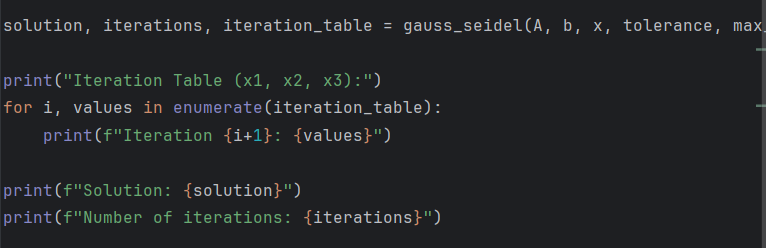 solution, iterations, iteration_table = gauss_seidel(A, b, x, tolerance, max_
print("Iteration Table (x1, x2, x3):")
for i, values in enumerate(iteration_table):
    print(f"Iteration {i+1}: {values}")
print(f"Solution: {solution}")
print(f"Number of iterations: {iterations}")